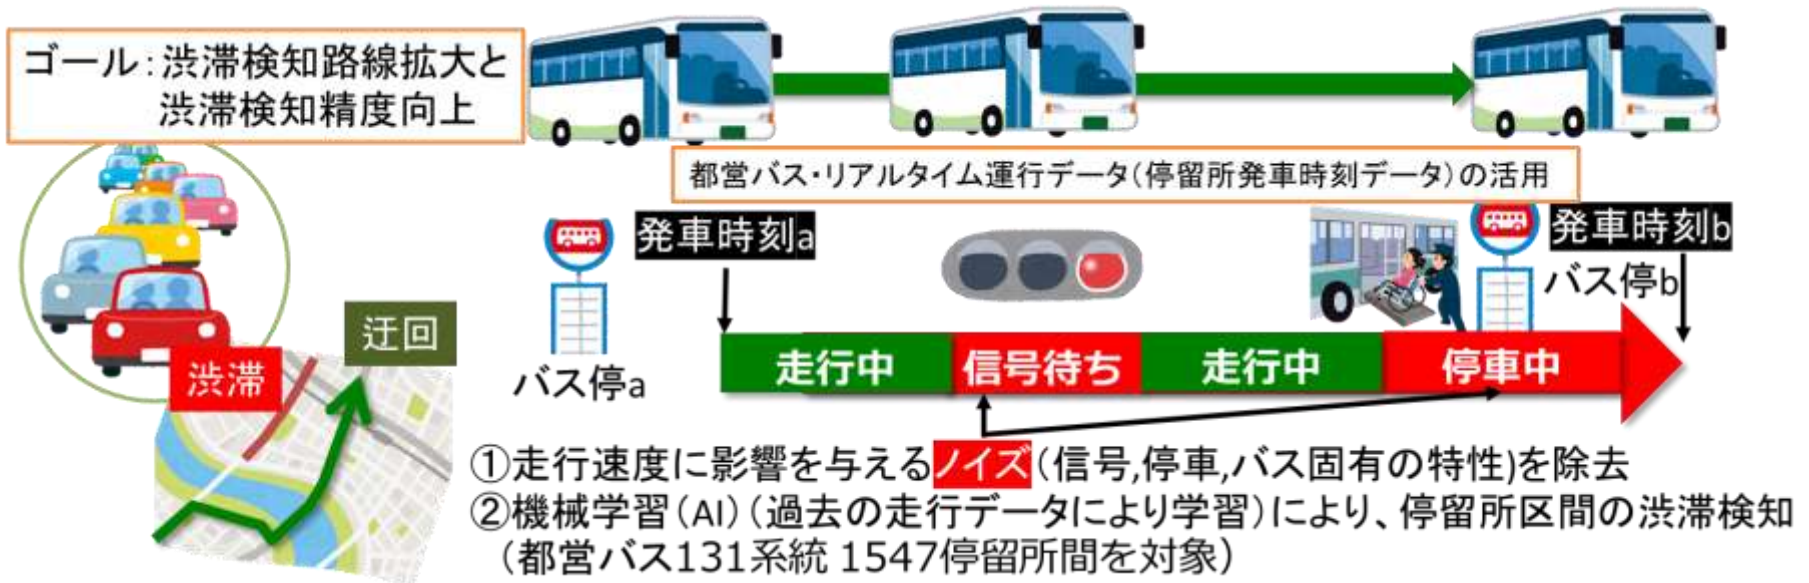 ゴール:渋滞検知路線拡大と
渋滞検知精度向上
都営バス・リアルタイム運行データ(停留所発車時刻データ)の活用
発車時刻a
発車時刻b
バス停b
迂回
渋滞
バス停a
走行中
信号待ち
走行中
停車中
①走行速度に影響を与えるノイズ(信号,停車,バス固有の特性)を除去
②機械学習(AI)(過去の走行データにより学習)により、停留所区間の渋滞検知
(都営バス131系統 1547停留所間を対象)